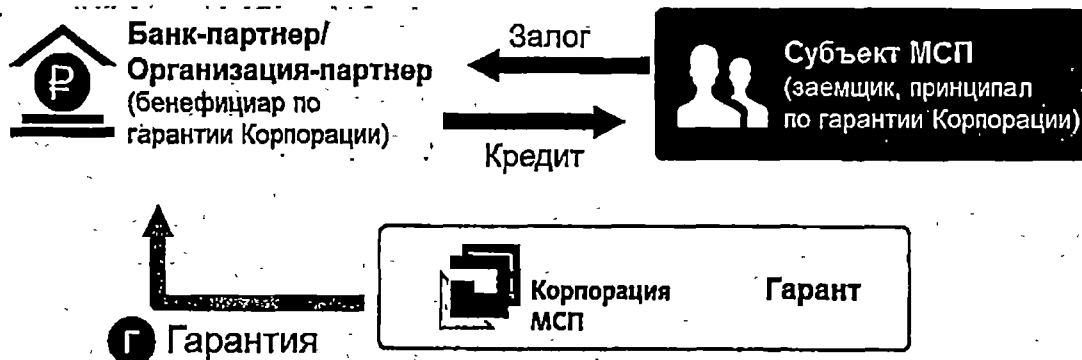 Банк-партнер/
Организация-партнер
(бенефициар по
гарантии Корпорации)
Залог
Кредит
Субъект МСП
(заемщик, принципал
по гарантии Корпорации)
Корпорация
МСП
Гарант
Г Гарантия